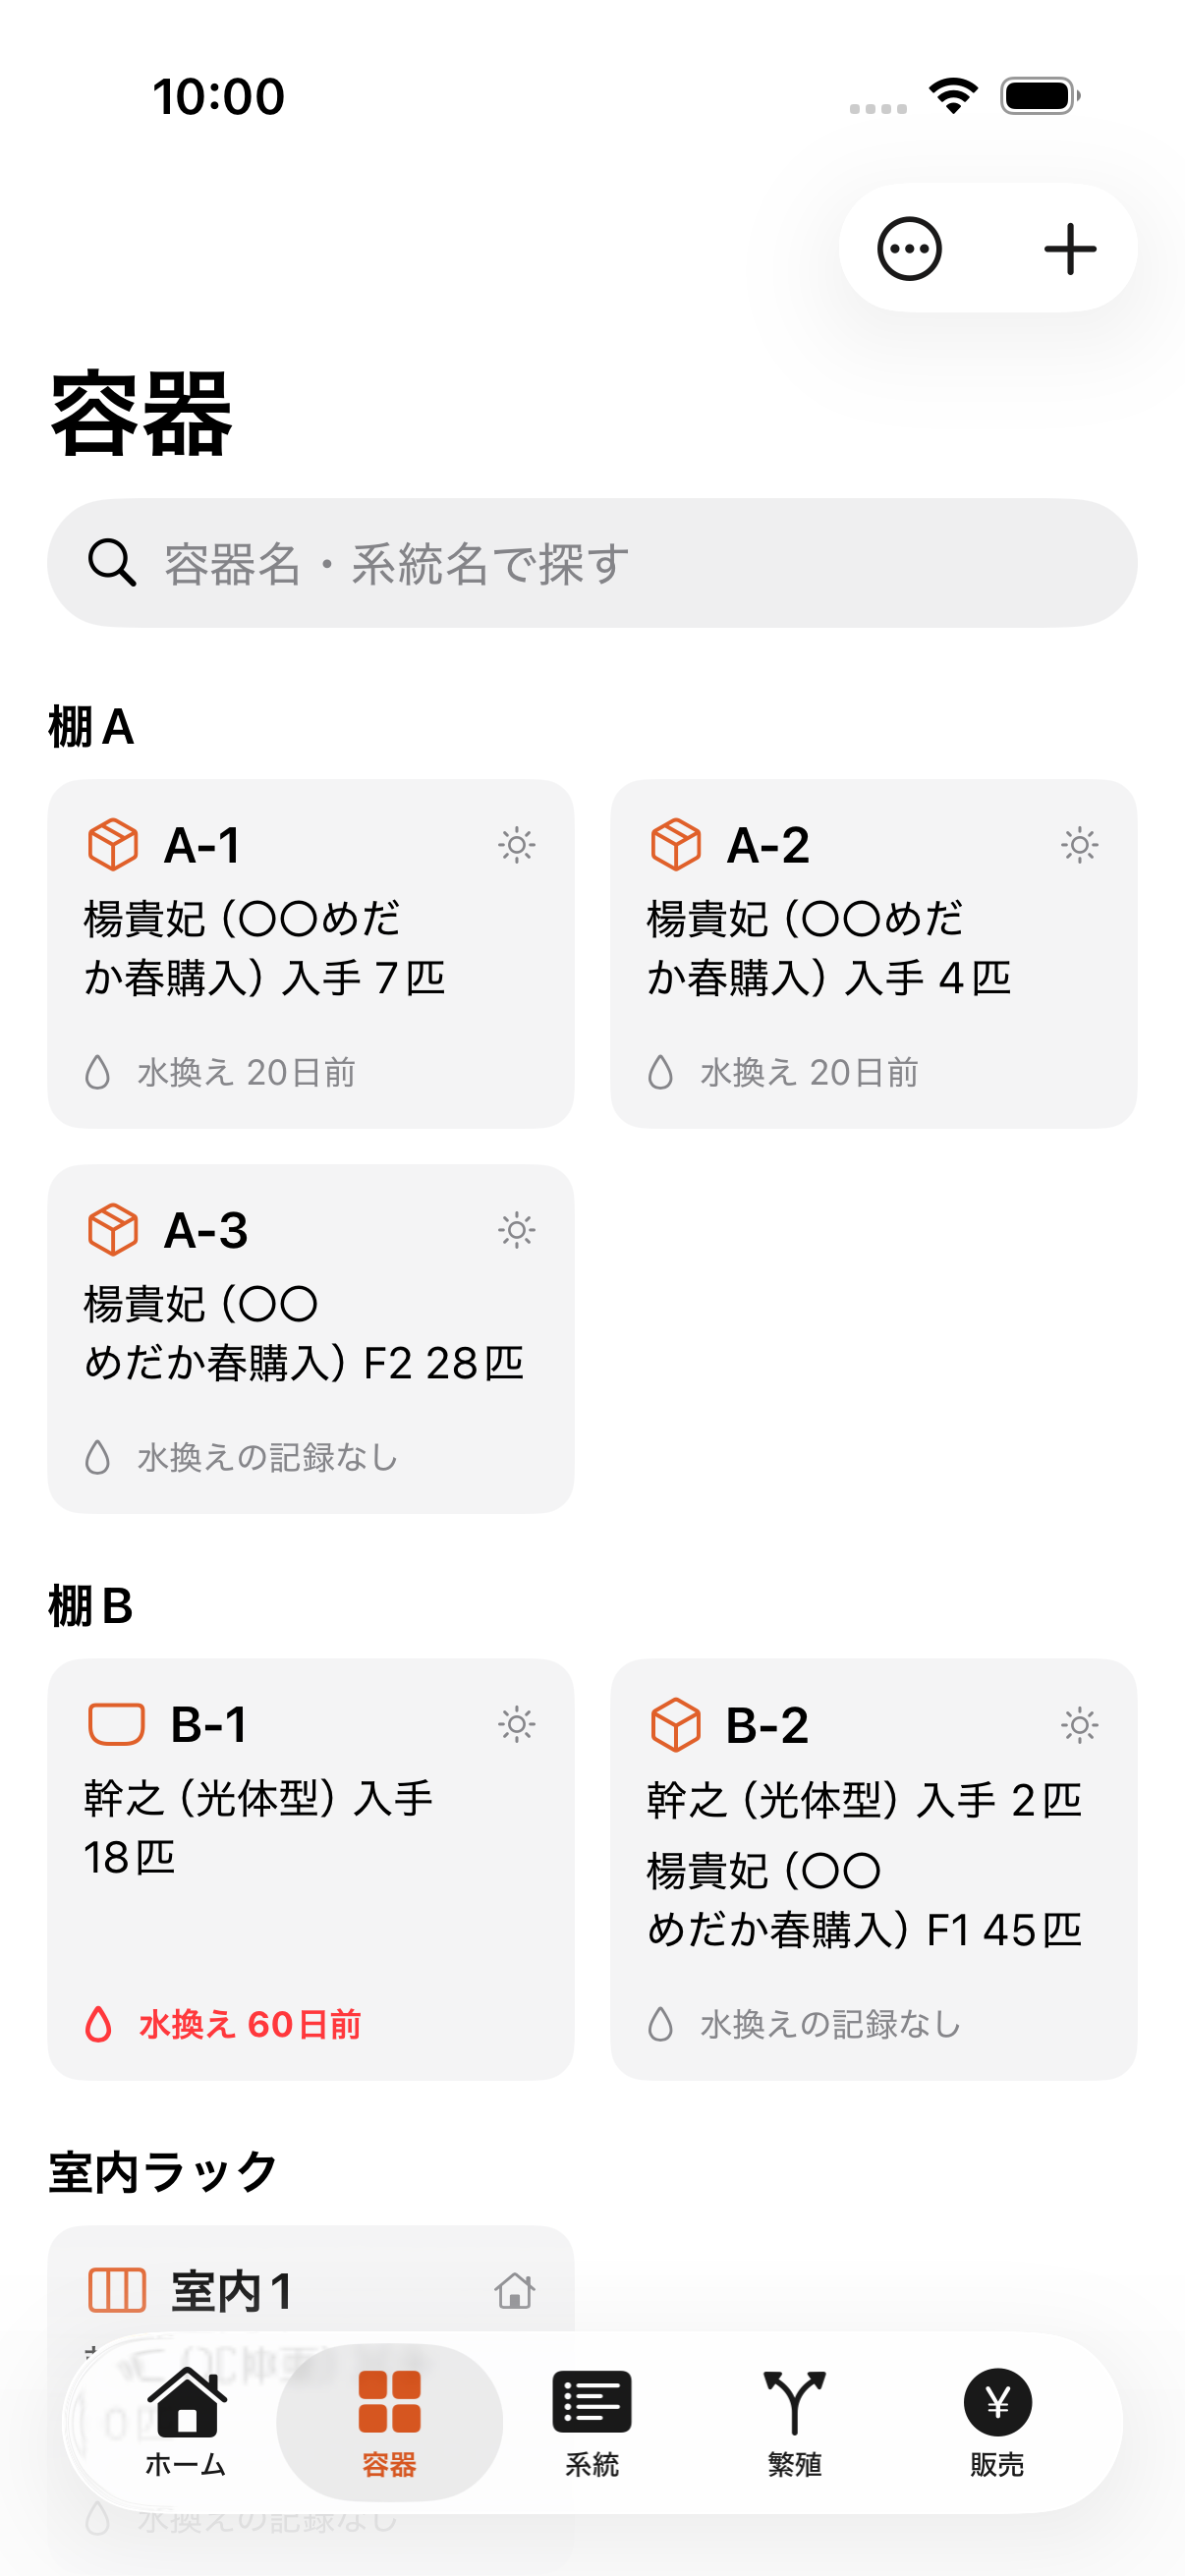 10:00
容器
容器名・系統名で探す
棚 A
A-1
楊貴妃（〇〇めだ
か春購入）入手 7匹
水換え 20日前
A-2
楊貴妃（〇〇めだ
か春購入）入手 4匹
水換え 20日前
A-3
楊貴妃（〇〇
めだか春購入）F2 28匹
水換えの記録なし
棚 B
B-1
幹之（光体型）入手
18匹
水換え 60日前
B-2
幹之（光体型）入手 2匹
楊貴妃（〇〇
めだか春購入）F1 45匹
水換えの記録なし
室内ラック
室内 1
水換えの記録なし
ホーム
容器
系統
繁殖
販売